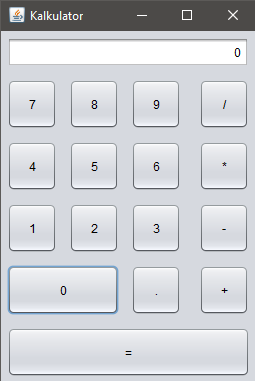 Kalkulator
0
7 8 9 /
4 5 6 *
1 2 3 -
0 . +
=